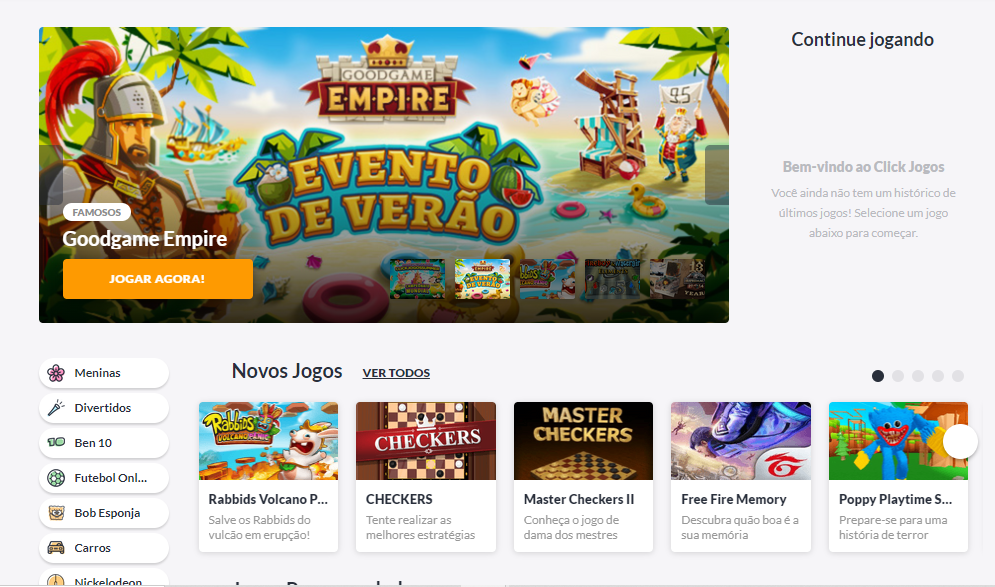 GOODGAME
EMPIRE
9.5
EVENTO
DE VERÃO
FAMOSOS
Goodgame Empire
JOGAR AGORA!
Continue jogando
Bem-vindo ao Click Jogos
Você ainda não tem um histórico de
últimos jogos! Selecione um jogo
abaixo para começar.
Meninas
Divertidos
Ben 10
Futebol Onl...
Bob Esponja
Carros
Nickelodeon
Novos Jogos VER TODOS
Rabbids
VOLCANO PANIC
Rabbids Volcano P...
Salve os Rabbids do
vulcão em erupção!
CHECKERS
CHECKERS
Tente realizar as
melhores estratégias
MASTER
CHECKERS
Master Checkers II
Conheça o jogo de
dama dos mestres
Free Fire Memory
Descubra quão boa é a
sua memória
Poppy Playtime S...
Prepare-se para uma
história de terror